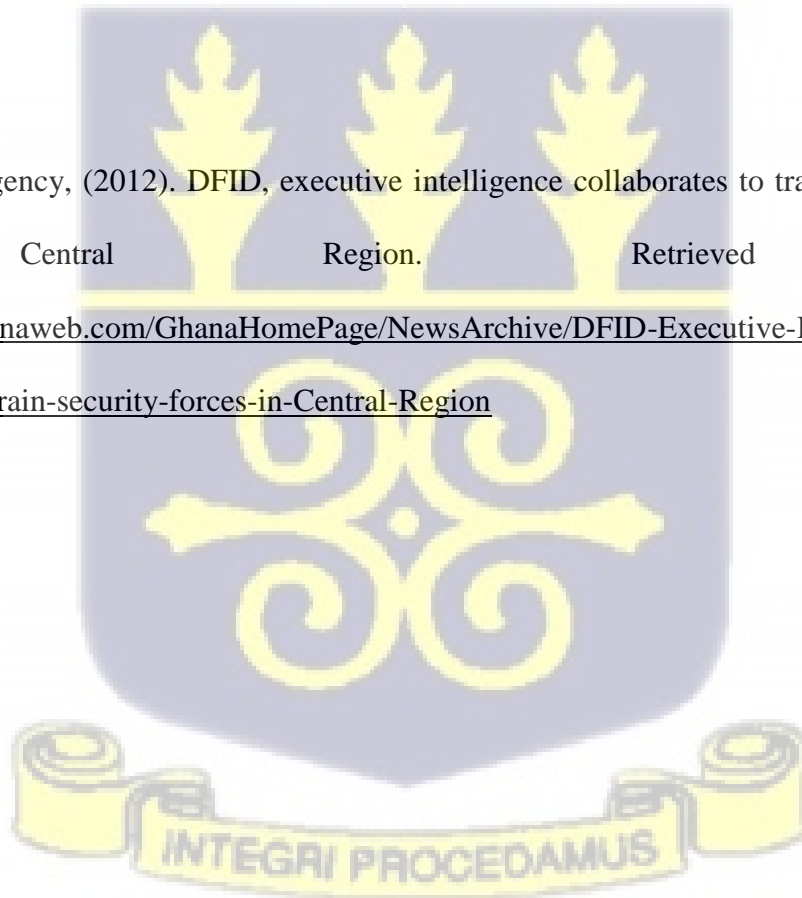 gency, (2012). DFID, executive intelligence collaborates to tra
Central Region. Retrieved
naweb.com/GhanaHomePage/NewsArchive/DFID-Executive-I
rain-security-forces-in-Central-Region
INTEGRI PROCEDAMUS